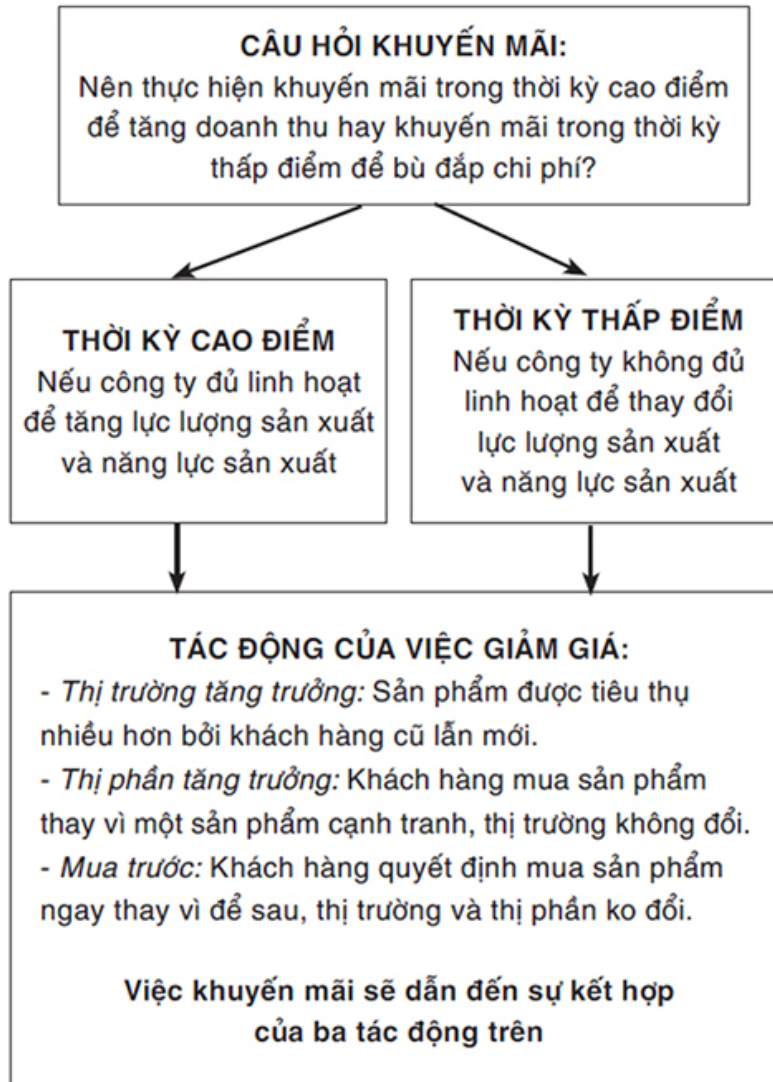 CÂU HỎI KHUYẾN MÃI:
Nên thực hiện khuyến mãi trong thời kỳ cao điểm
để tăng doanh thu hay khuyến mãi trong thời kỳ
thấp điểm để bù đắp chi phí?
THỜI KỲ CAO ĐIỂM
Nếu công ty đủ linh hoạt
để tăng lực lượng sản xuất
và năng lực sản xuất
THỜI KỲ THẤP ĐIỂM
Nếu công ty không đủ
linh hoạt để thay đổi
lực lượng sản xuất
và năng lực sản xuất
TÁC ĐỘNG CỦA VIỆC GIẢM GIÁ:
- Thị trường tăng trưởng: Sản phẩm được tiêu thụ
nhiều hơn bởi khách hàng cũ lẫn mới.
- Thị phần tăng trưởng: Khách hàng mua sản phẩm
thay vì một sản phẩm cạnh tranh, thị trường không đổi.
- Mua trước: Khách hàng quyết định mua sản phẩm
ngay thay vì để sau, thị trường và thị phần ko đổi.
Việc khuyến mãi sẽ dẫn đến sự kết hợp
của ba tác động trên